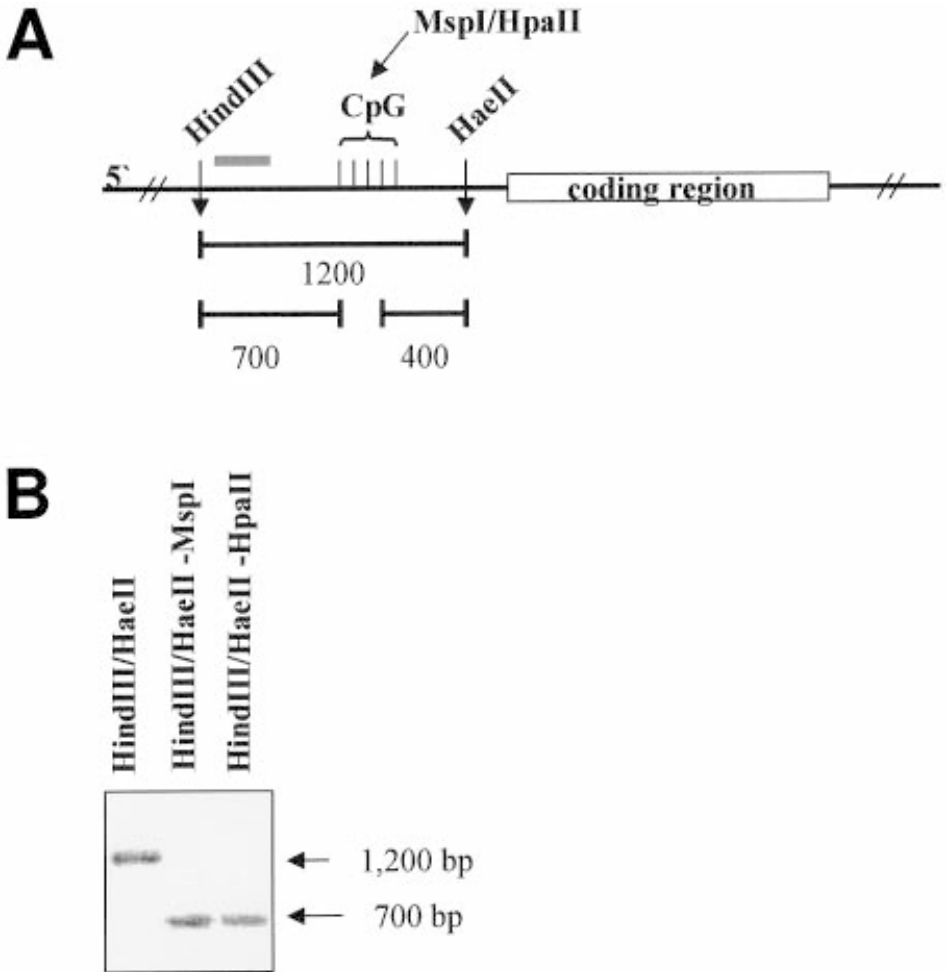 A
MspI/HpaII
HindIII
CpG
HaeII
5`
coding region
1200
700
400
B
HindIII/HaeII
HindIII/HaeII -MspI
HindIII/HaeII -HpaII
1,200 bp
700 bp